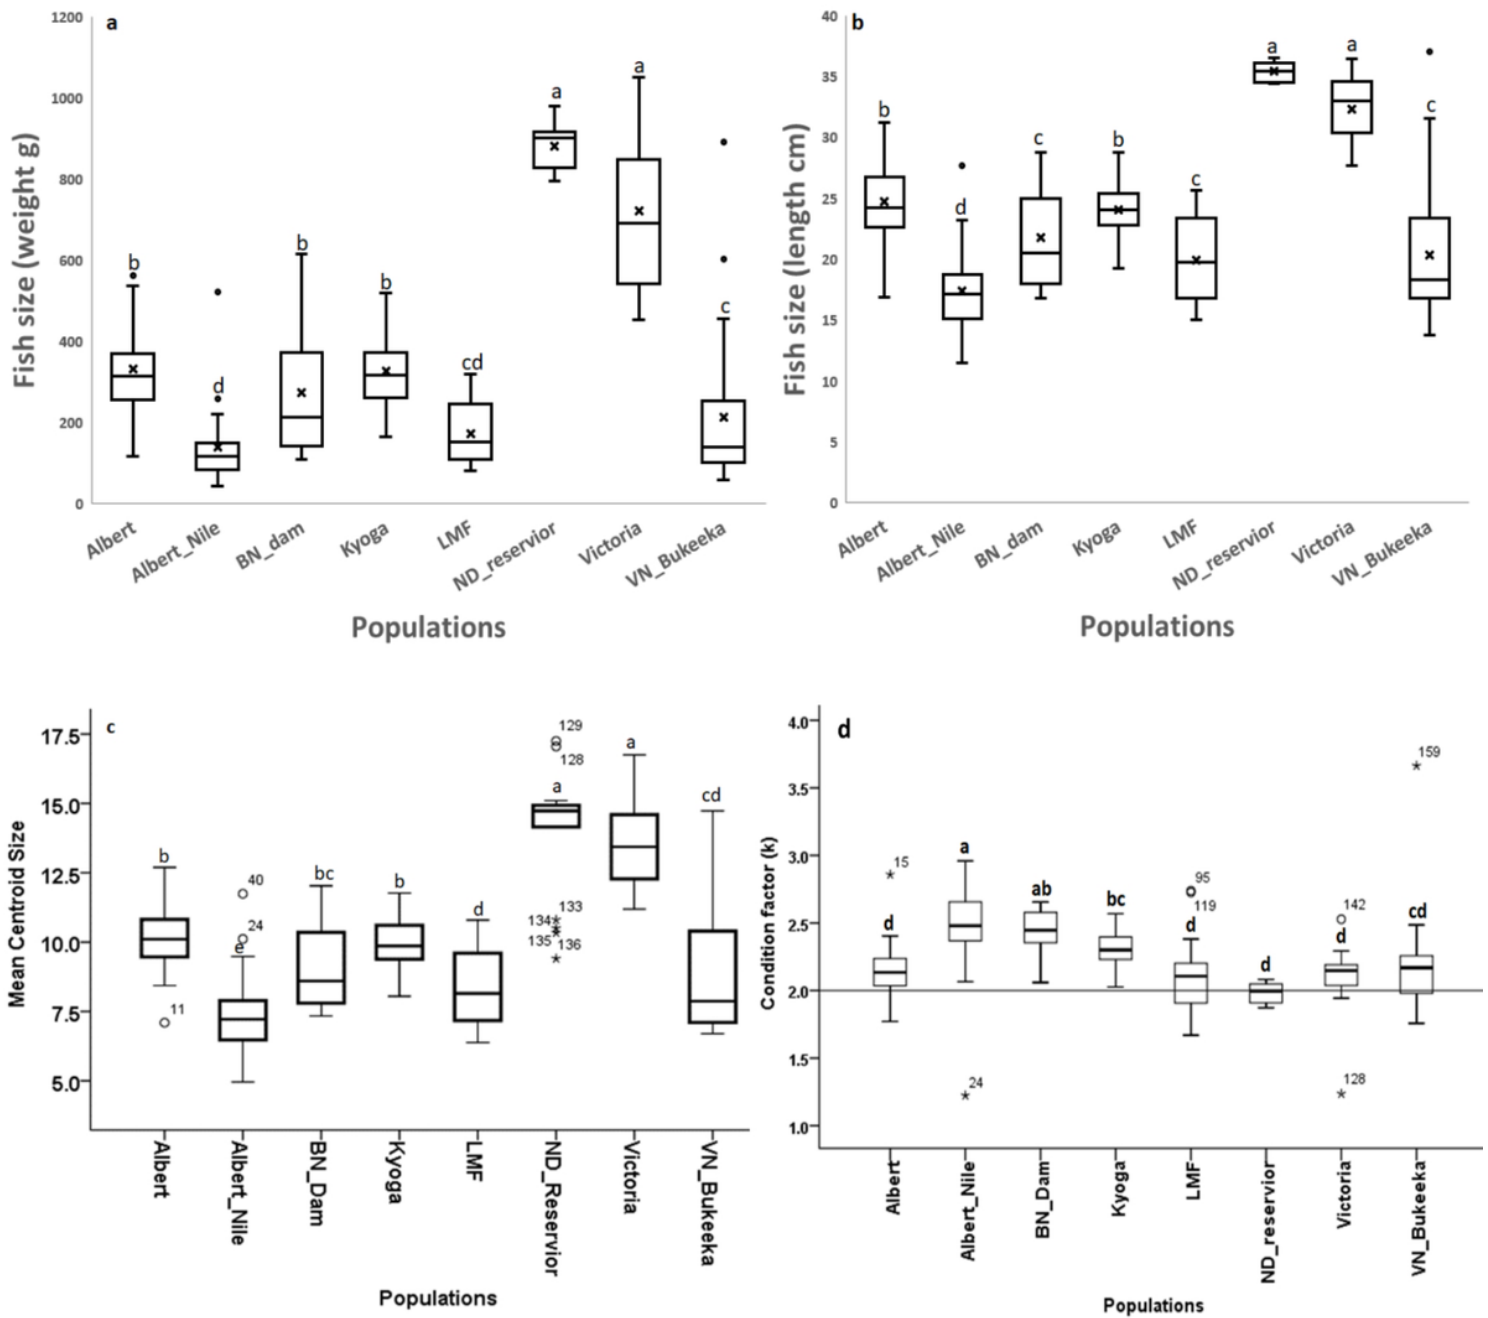 a
1200
1000
800
600
400
200
0
Fish size (weight g)
b
d
b
b
cd
a
a
c
Albert
Albert_Nile
BN_dam
Kyoga
LMF
ND_reservior
Victoria
VN_Bukeeka
Populations
b
40
35
30
25
20
15
10
5
0
Fish size (length cm)
b
d
c
b
c
a
a
c
Albert
Albert_Nile
BN_dam
Kyoga
LMF
ND_reservior
Victoria
VN_Bukeeka
Populations
c
17.5
15.0
12.5
10.0
7.5
5.0
Mean Centroid Size
b
11
40
24
e
bc
b
d
129
128
a
133
134
135
136
a
cd
Albert
Albert_Nile
BN_Dam
Kyoga
LMF
ND_Reservior
Victoria
VN_Bukeeka
Populations
d
4.0
3.5
3.0
2.5
2.0
1.5
1.0
Condition factor (k)
15
d
a
24
ab
bc
95
119
d
d
142
d
128
159
cd
Albert
Albert_Nile
BN_Dam
Kyoga
LMF
ND_reservior
Victoria
VN_Bukeeka
Populations